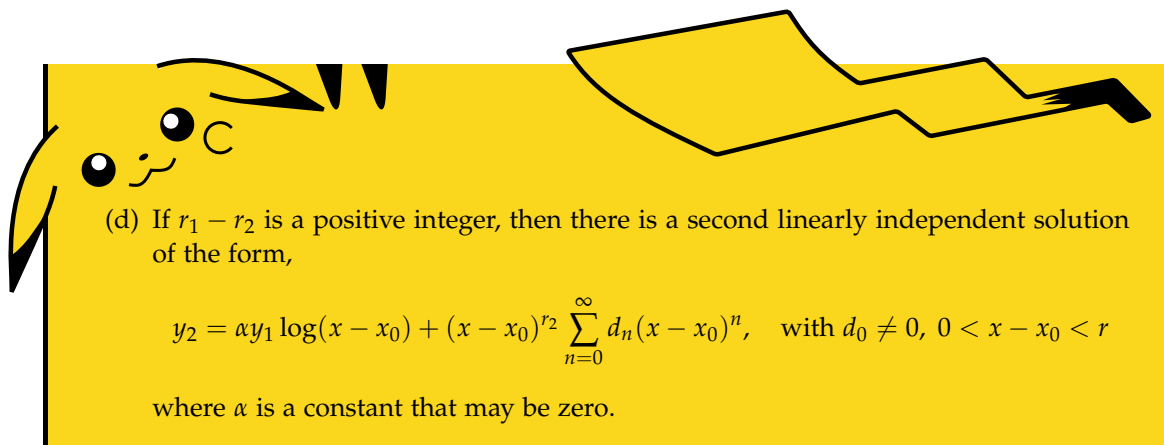 (d) If r₁ − r₂ is a positive integer, then there is a second linearly independent solution
of the form,
y₂ = αy₁ log(x − x₀) + (x − x₀)^{r₂} ∑_{n=0}^{∞} dₙ(x − x₀)ⁿ, with d₀ ≠ 0, 0 < x − x₀ < r
where α is a constant that may be zero.